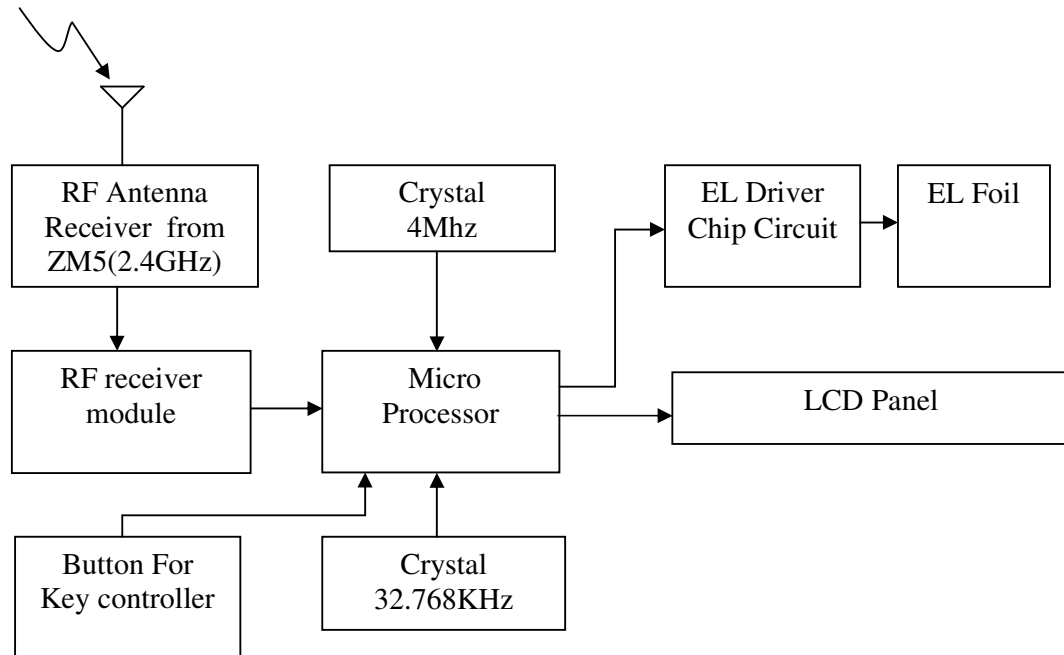 RF Antenna
Receiver from
ZM5(2.4GHz)
Crystal
4Mhz
EL Driver
Chip Circuit
EL Foil
RF receiver
module
Micro
Processor
LCD Panel
Button For
Key controller
Crystal
32.768KHz